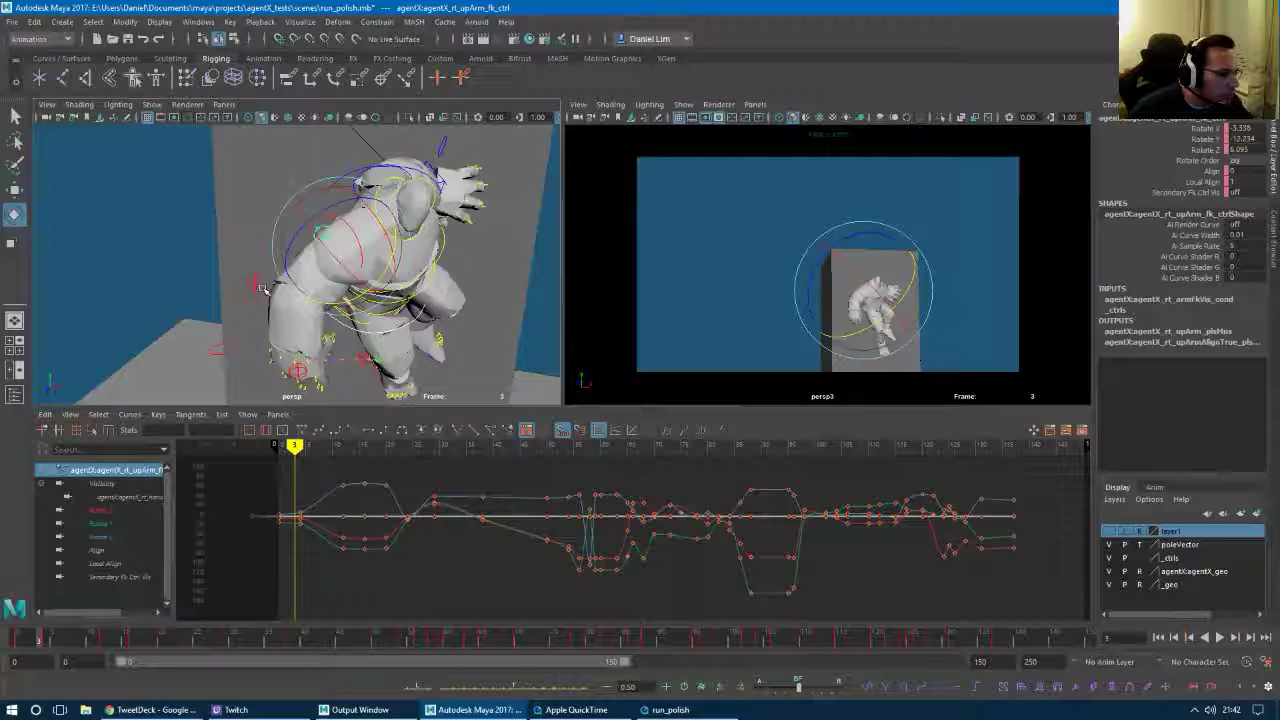 Autodesk Maya 2017: E:\Users\Daniel\Documents\maya\projects\agentX_tests\scenes\run_polish.mb* --- agentX:agentX_rt_upArm_fk_ctrl
File Edit Create Select Modify Display Windows Key Playback Visualize Deform Constrain MASH Cache Arnold Help
Animation No Live Surface Daniel Lim
Curves / Surfaces Polygons Sculpting Rigging Animation Rendering FX FX Caching Custom Arnold Bifrost MASH Motion Graphics XGen
View Shading Lighting Show Renderer Panels
0.00 1.00
persp
Frame: 3
View Shading Lighting Show Renderer Panels
0.00 1.00
persp3
Frame: 3
Rotate X -3.338
Rotate Y -12.234
Rotate Z 6.095
Rotate Order zxy
Align 0
Local Align 1
Secondary Fk Ctrl Vis off
SHAPES
agentX:agentX_rt_upArm_fk_ctrlShape
Ai Render Curve off
Ai Curve Width 0.01
Ai Sample Rate 5
Ai Curve Shader R 0
Ai Curve Shader G 0
Ai Curve Shader B 0
INPUTS
agentX:agentX_rt_armFkVis_cond
_ctrls
OUTPUTS
agentX:agentX_rt_upArm_plsMns
agentX:agentX_rt_upArmAlignTrue_pls...
Edit View Select Curves Keys Tangents List Show Panels
Stats
Search...
agentX:agentX_rt_upArm_f
Visibility
agentX:agentX_rt_hand
Align
Local Align
Secondary Fk Ctrl Vis
3
Display Anim
Layers Options Help
R layer1
V P T poleVector
V P _ctrls
V P R agentX:agentX_geo
V P R _geo
3
0 0 0 150 150 250 No Anim Layer No Character Set
0.50
TweetDeck - Google ... Twitch Output Window Autodesk Maya 2017: ... Apple QuickTime run_polish 21:42